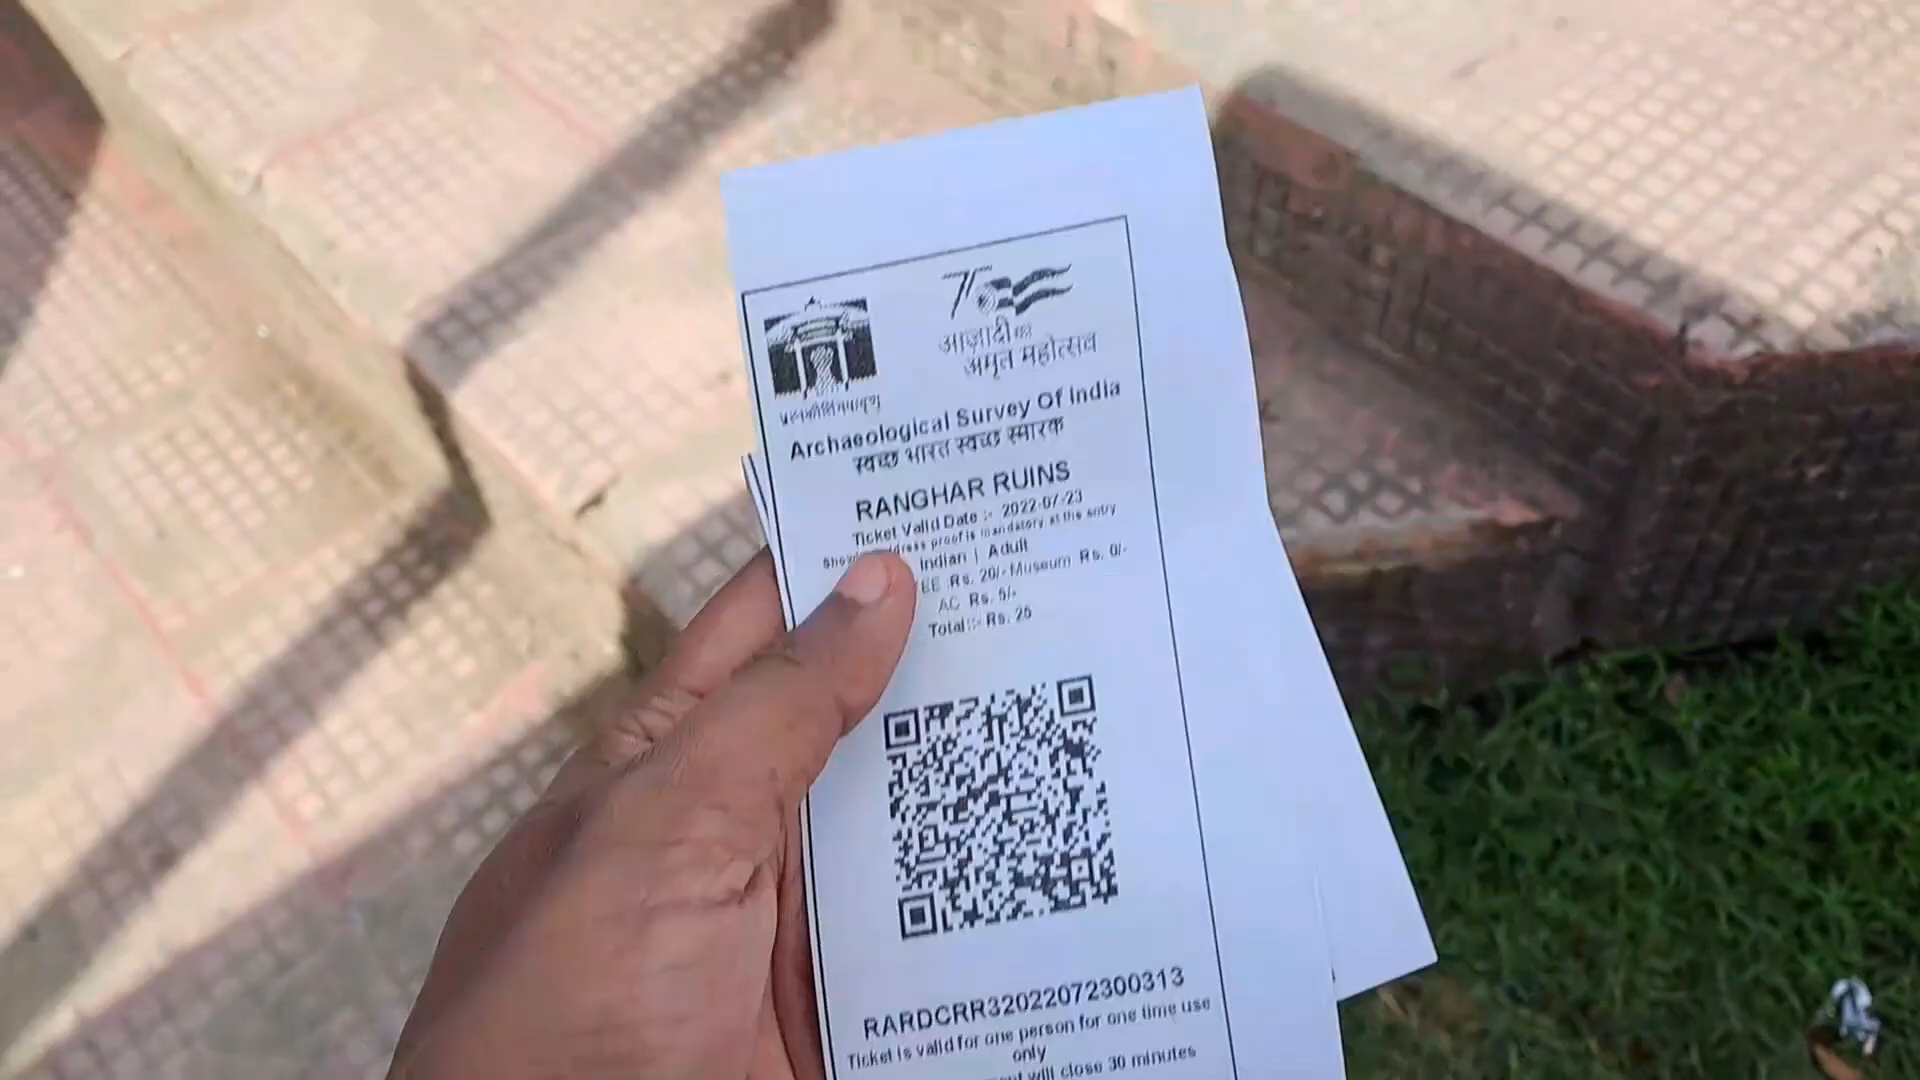 75
आज़ादी का
अमृत महोत्सव
Archaeological Survey Of India
स्वच्छ भारत स्वच्छ स्मारक
RANGHAR RUINS
Ticket Valid Date :- 2022-07-23
proof is mandatory at the entry
Indian | Adult
Rs. 20/- Museum Rs. 0/-
Rs. 5/-
Total:- Rs. 25
RARDCRR32022072300313
Ticket is valid for one person for one time use
only
will close 30 minutes